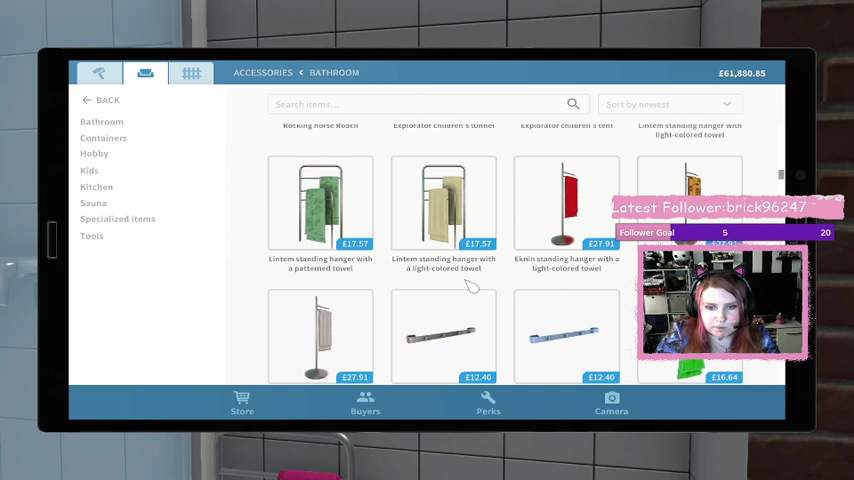 ACCESSORIES < BATHROOM
£61,880.85
BACK
Search items...
Sort by newest
Bathroom
Containers
Hobby
Kids
Kitchen
Sauna
Specialized items
Tools
Rocking horse Roach
Explorator children's tunnel
Explorator children's tent
Lintem standing hanger with
light-colored towel
Latest Follower:brick96247
Follower Goal 5 20
£17.57
£17.57
£27.91
Lintem standing hanger with
a patterned towel
Lintem standing hanger with
a light-colored towel
Eknin standing hanger with a
light-colored towel
£27.91
£12.40
£12.40
£16.64
Store
Buyers
Perks
Camera